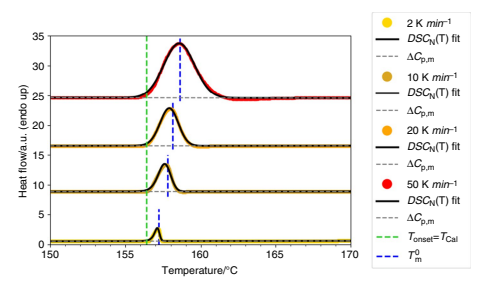 Heat flow/a.u. (endo up)
35
30
25
20
15
10
5
0
150
155
160
165
170
Temperature/°C
2 K min⁻¹
DSC_N(T) fit
ΔC_p,m
10 K min⁻¹
DSC_N(T) fit
ΔC_p,m
20 K min⁻¹
DSC_N(T) fit
ΔC_p,m
50 K min⁻¹
DSC_N(T) fit
ΔC_p,m
T_onset=T_Cal
T_m^0